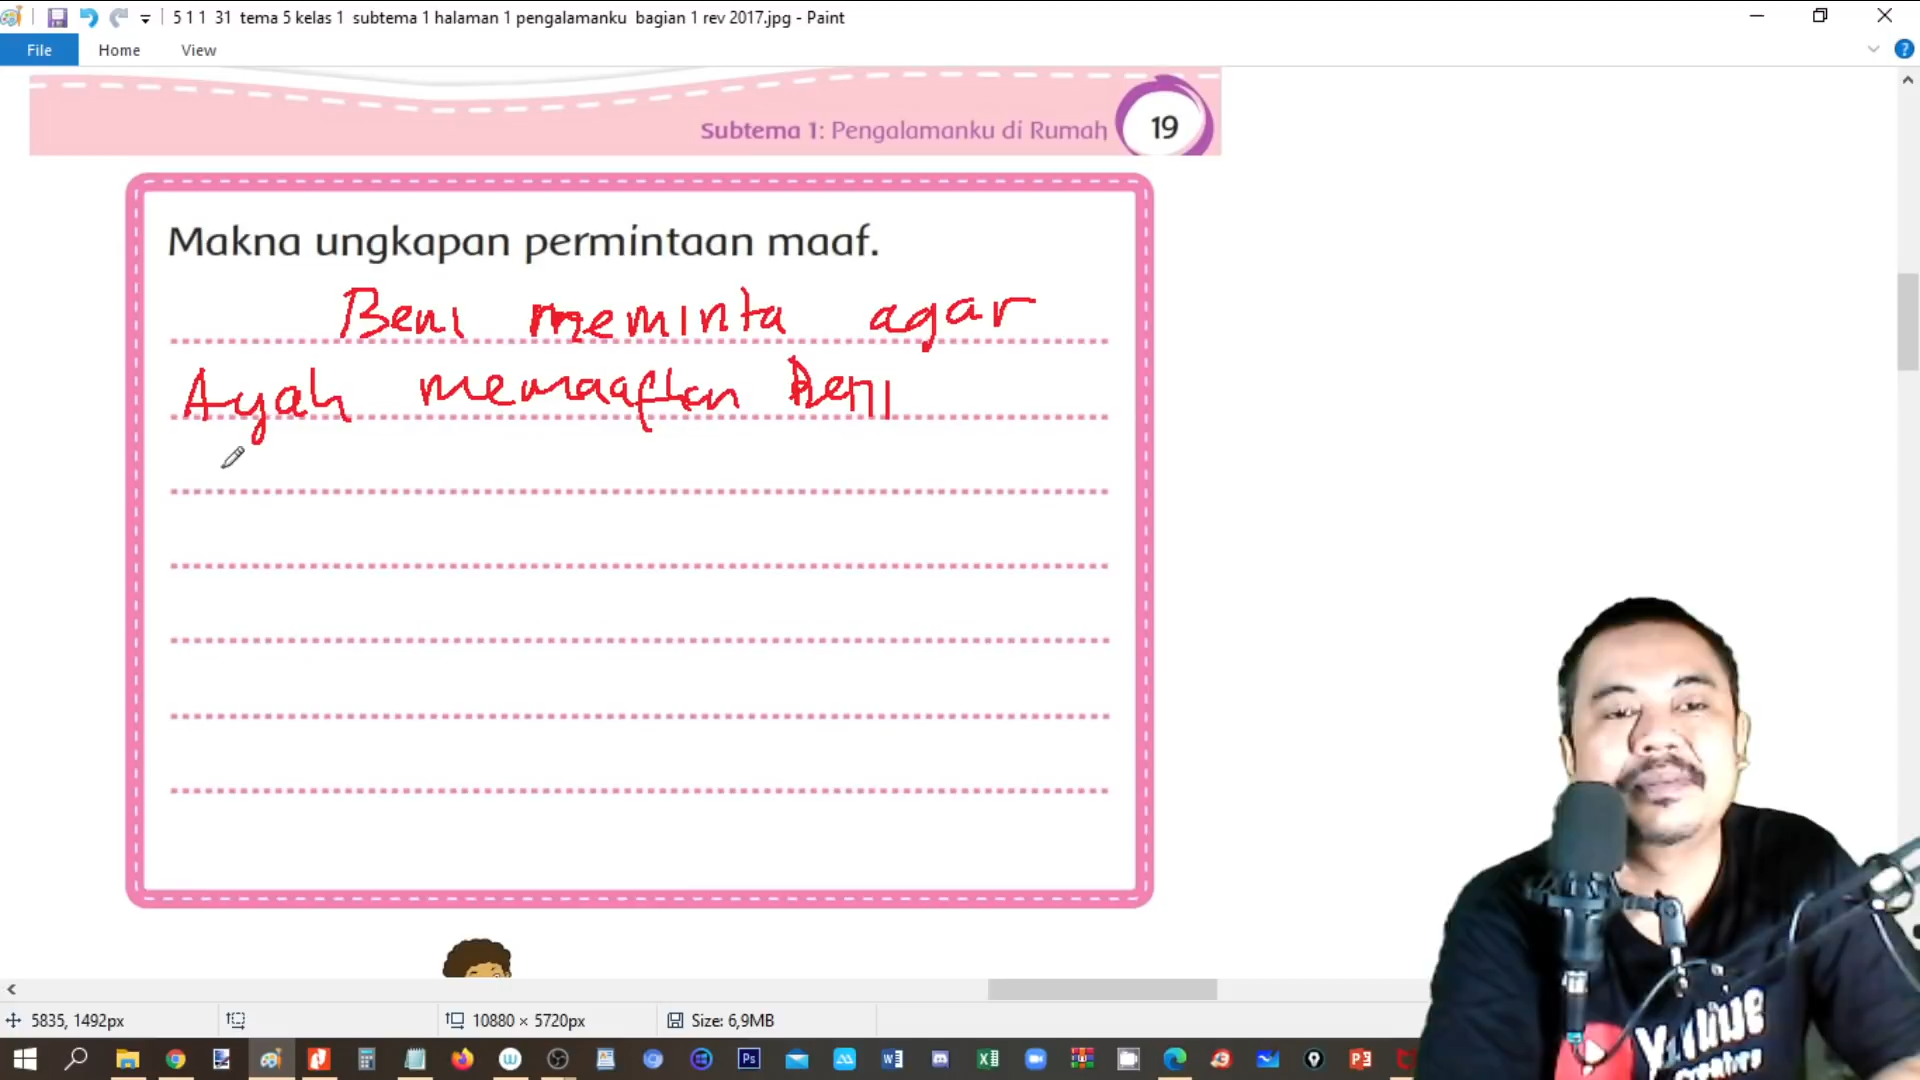 5 1 1 31 tema 5 kelas 1 subtema 1 halaman 1 pengalamanku bagian 1 rev 2017.jpg - Paint
File Home View
Subtema 1: Pengalamanku di Rumah 19
Makna ungkapan permintaan maaf.
Beni meminta agar
Ayah memaafkan Beni
5835, 1492px
10880 × 5720px
Size: 6,9MB